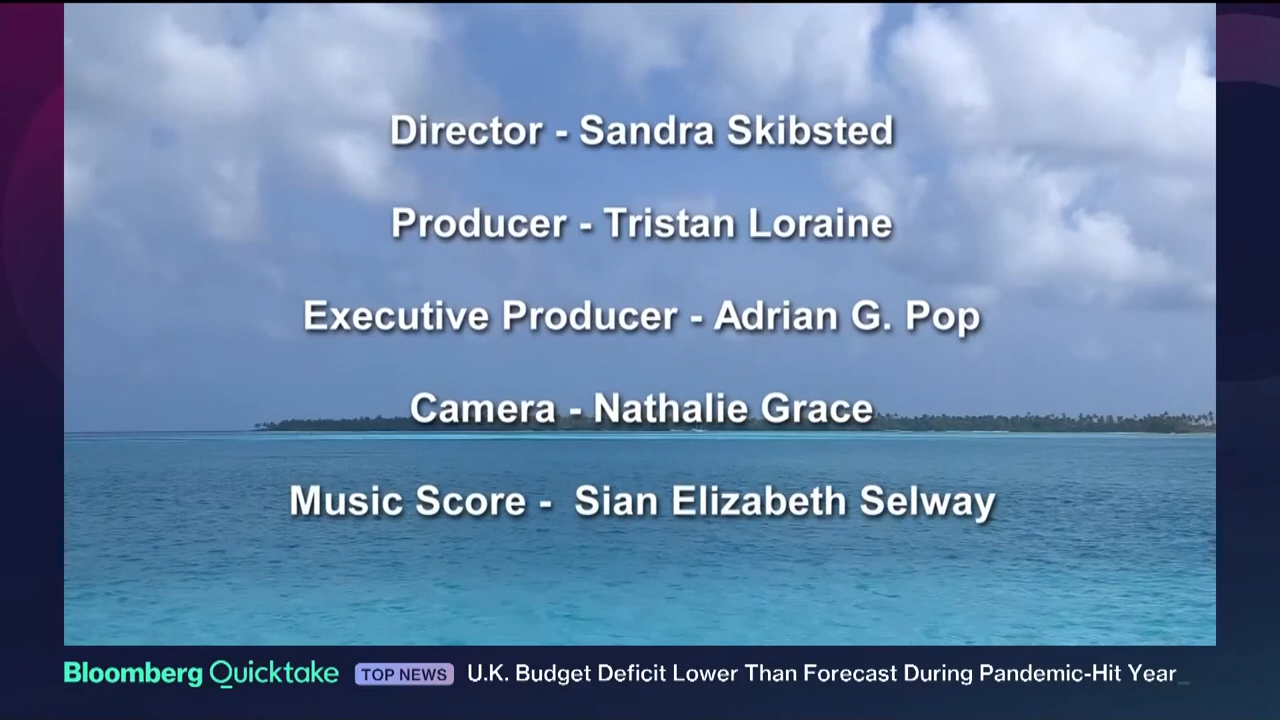 Director - Sandra Skibsted
Producer - Tristan Loraine
Executive Producer - Adrian G. Pop
Camera - Nathalie Grace
Music Score - Sian Elizabeth Selway
Bloomberg Quicktake TOP NEWS U.K. Budget Deficit Lower Than Forecast During Pandemic-Hit Year_